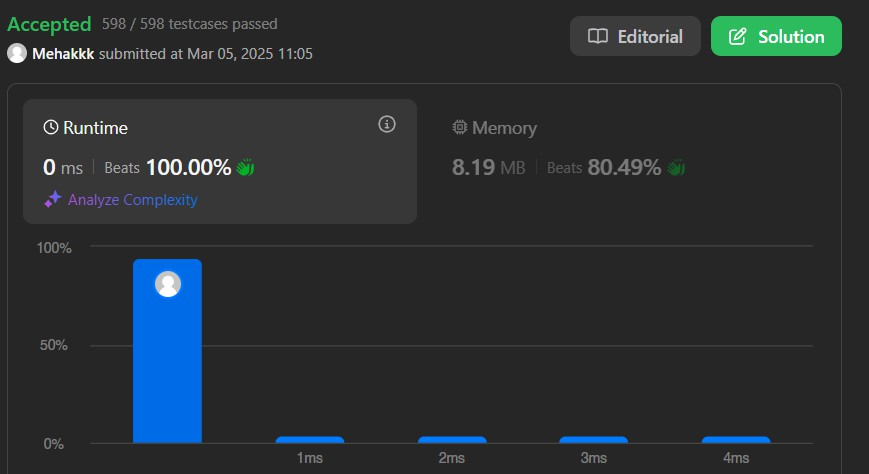 Accepted 598 / 598 testcases passed
Mehakkk submitted at Mar 05, 2025 11:05
Editorial
Solution
Runtime
0 ms Beats 100.00%
Analyze Complexity
Memory
8.19 MB Beats 80.49%
100%
50%
0%
1ms 2ms 3ms 4ms